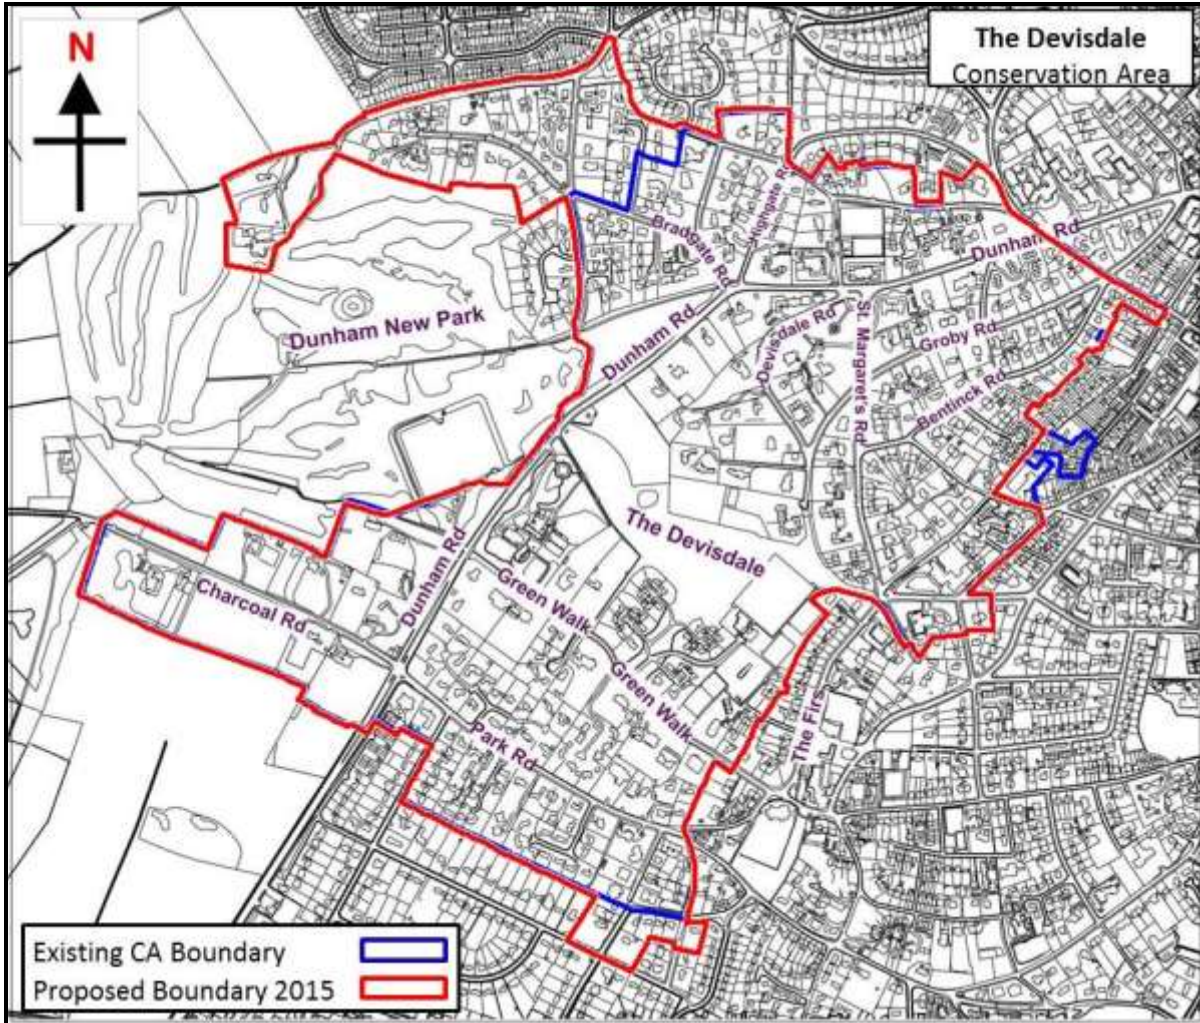 The Devisdale
Conservation Area
N
Highgate Rd
Bradgate Rd
Dunham Rd
Dunham New Park
Dunham Rd
Devisdale Rd
St. Margaret's Rd
Groby Rd
Bentinck Rd
The Devisdale
Dunham Rd
Green Walk
Charcoal Rd
Green Walk
The Firs
Park Rd
Existing CA Boundary
Proposed Boundary 2015